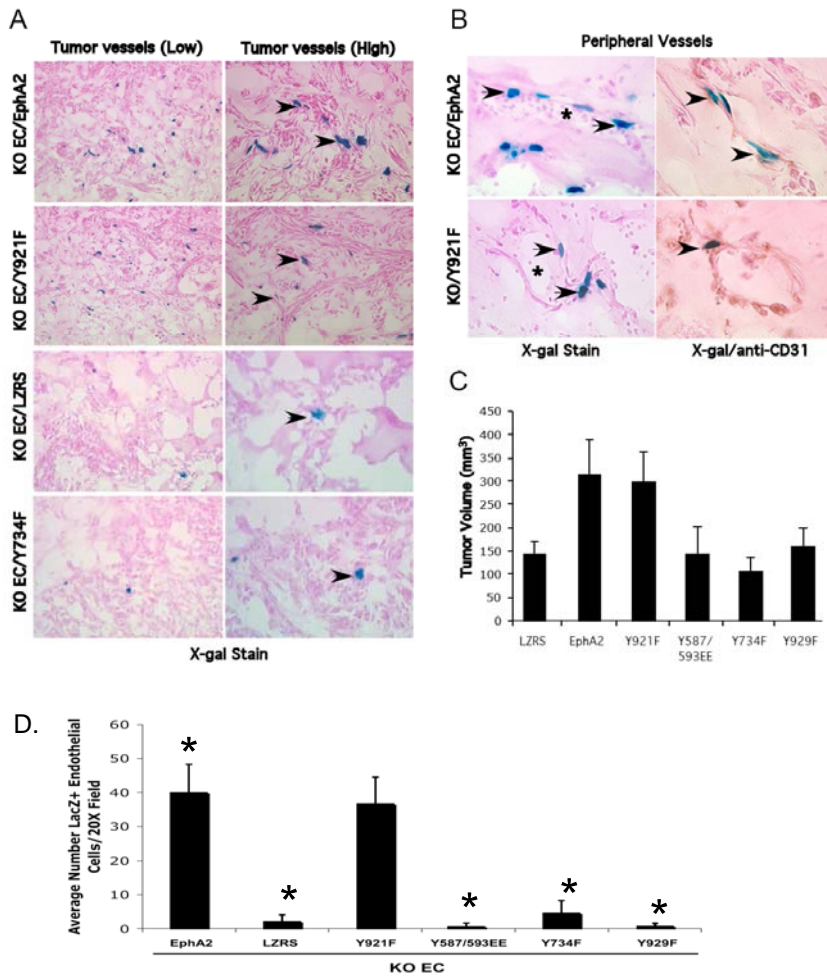 A
Tumor vessels (Low)
Tumor vessels (High)
KO EC/EphA2
KO EC/Y921F
KO EC/LZRS
KO EC/Y734F
X-gal Stain
B
Peripheral Vessels
KO EC/EphA2
KO/Y921F
*
*
X-gal Stain
X-gal/anti-CD31
C
Tumor Volume (mm³)
450
400
350
300
250
200
150
100
50
0
LZRS
EphA2
Y921F
Y587/
593EE
Y734F
Y929F
D.
Average Number LacZ+ Endothelial
Cells/20X Field
60
50
40
30
20
10
0
*
*
*
*
*
EphA2
LZRS
Y921F
Y587/593EE
Y734F
Y929F
KO EC